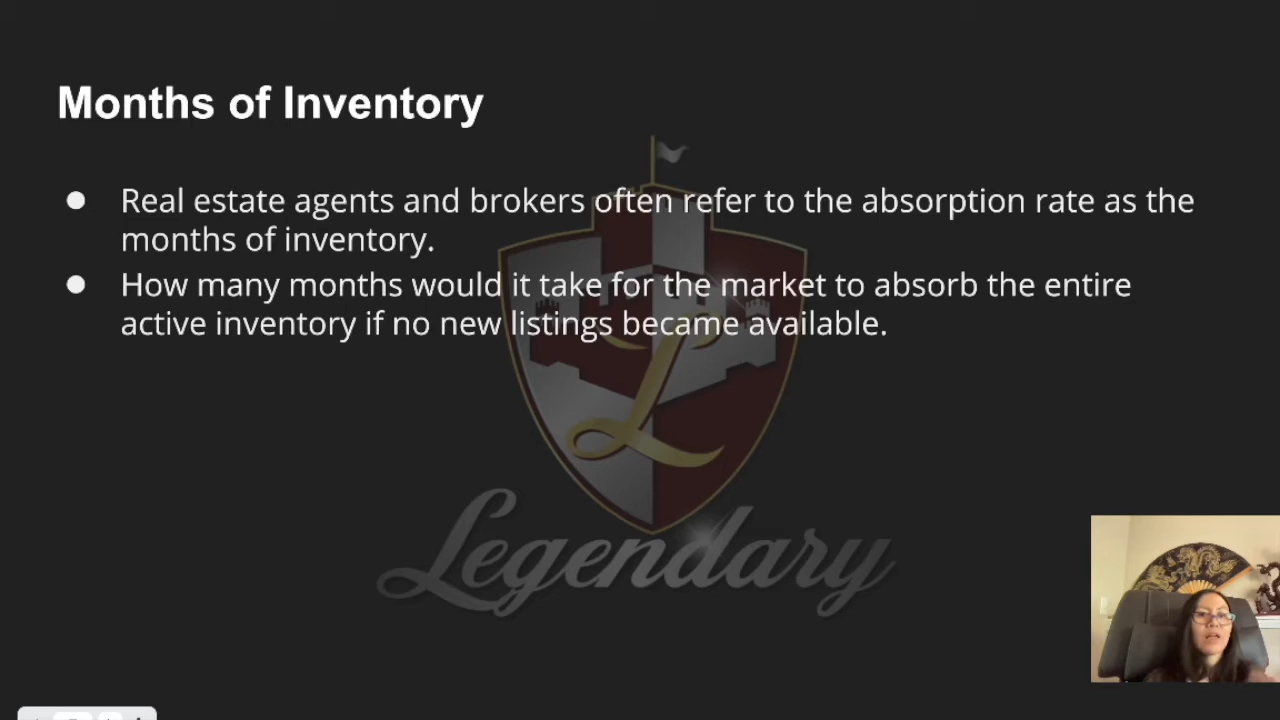 Months of Inventory
● Real estate agents and brokers often refer to the absorption rate as the
months of inventory.
● How many months would it take for the market to absorb the entire
active inventory if no new listings became available.
L
Legendary